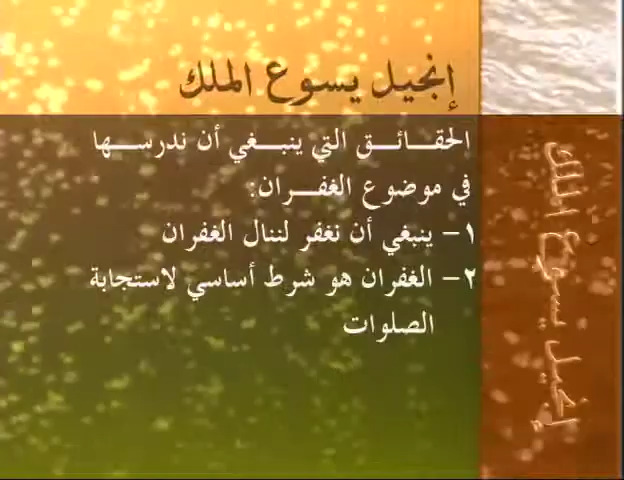 إنجيل يسوع الملك
الحقائق التي ينبغي أن ندرسها
في موضوع الغفران:
١- ينبغي أن نغفر لننال الغفران
٢- الغفران هو شرط أساسي لاستجابة
الصلوات
إنجيل يسوع الملك